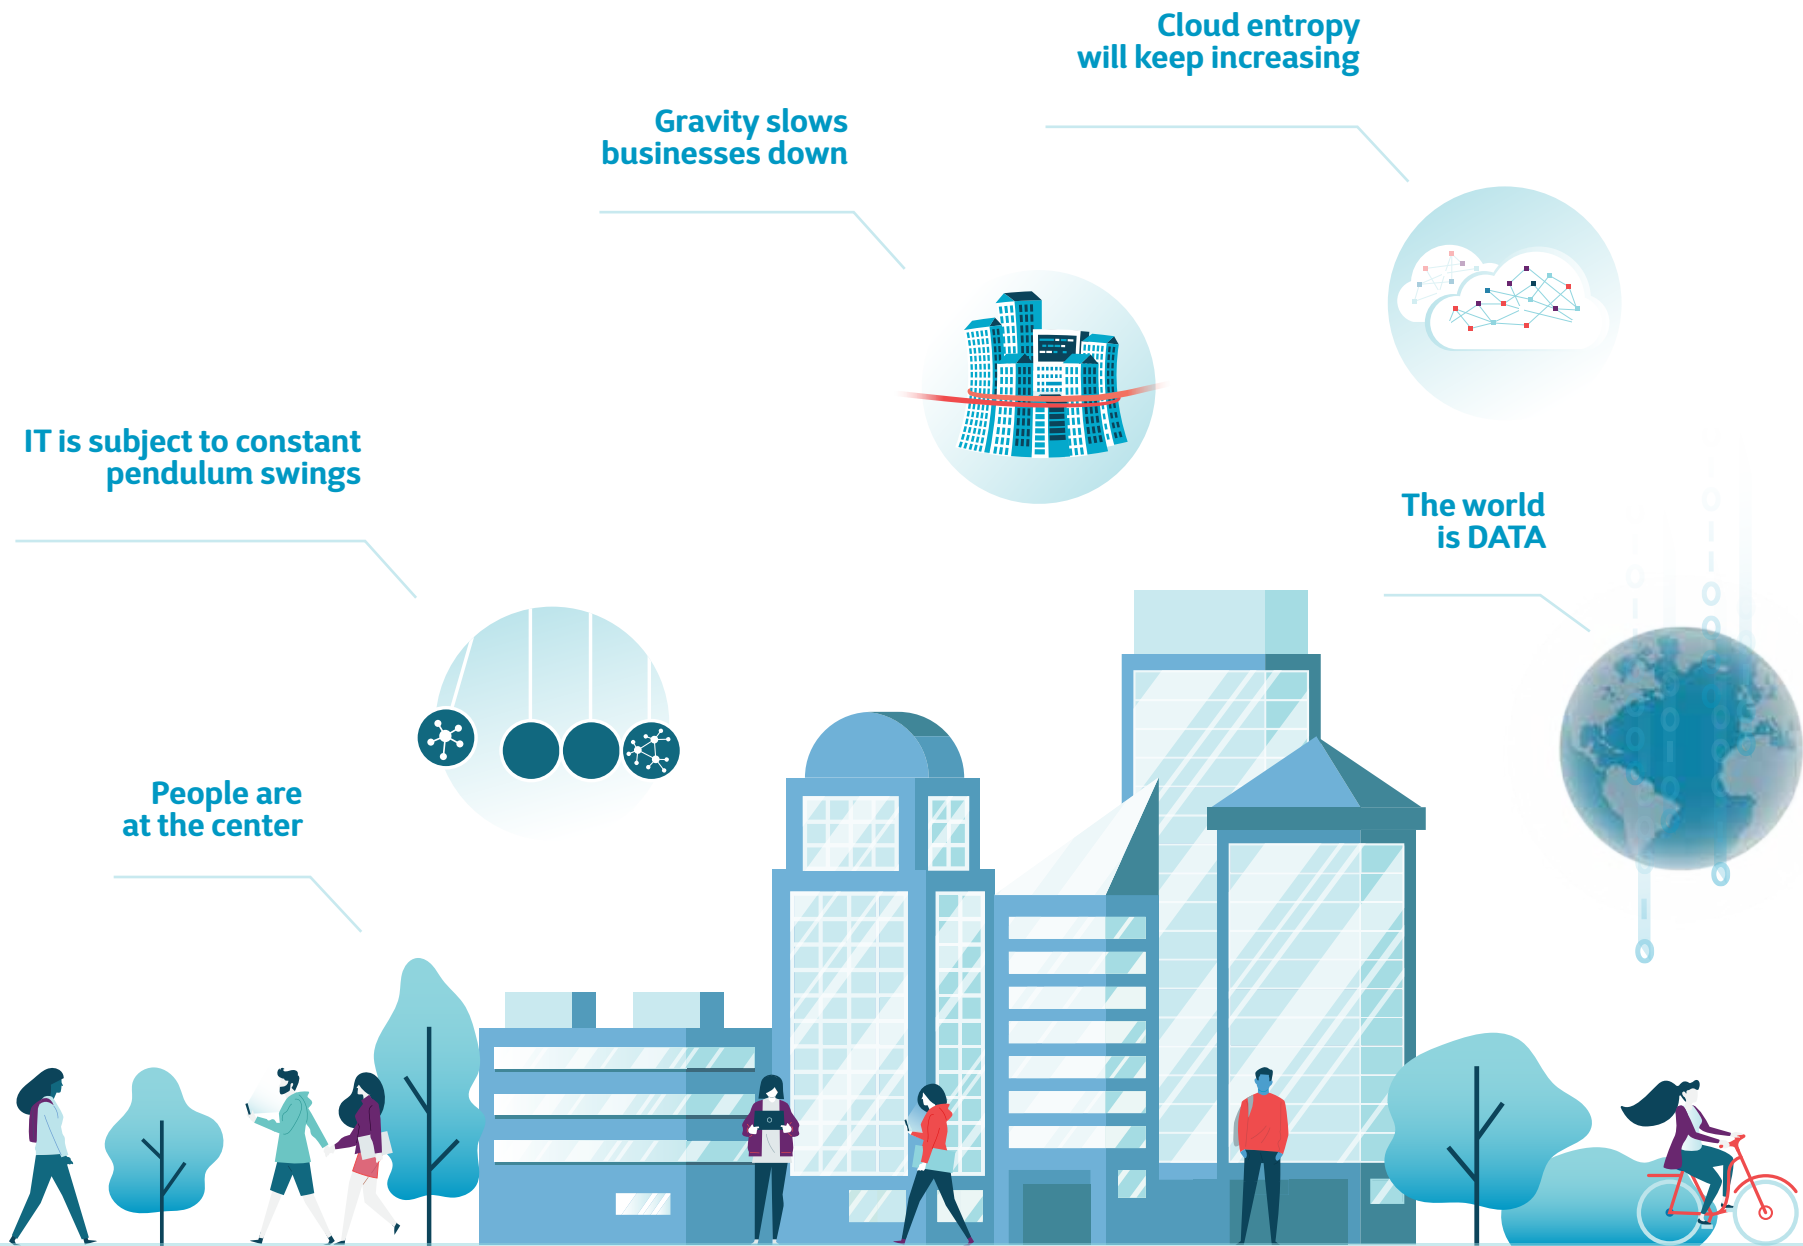 Cloud entropy
will keep increasing
Gravity slows
businesses down
IT is subject to constant
pendulum swings
The world
is DATA
People are
at the center